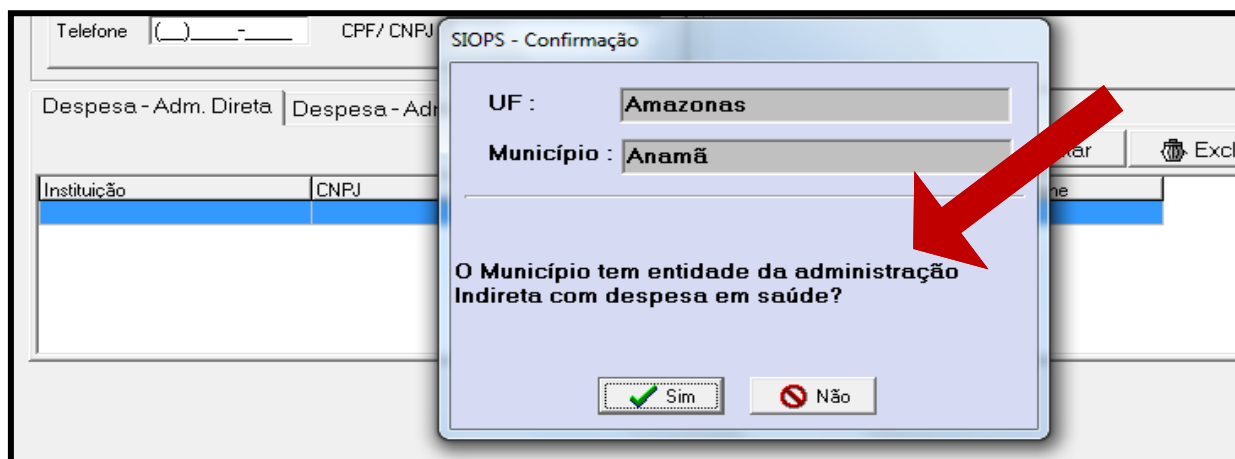 Telefone (__)____-____ CPF/ CNPJ
SIOPS - Confirmação
UF : Amazonas
Município : Anamã
Despesa - Adm. Direta Despesa - Adr
Excl
Instituição CNPJ
O Município tem entidade da administração
Indireta com despesa em saúde?
Sim Não